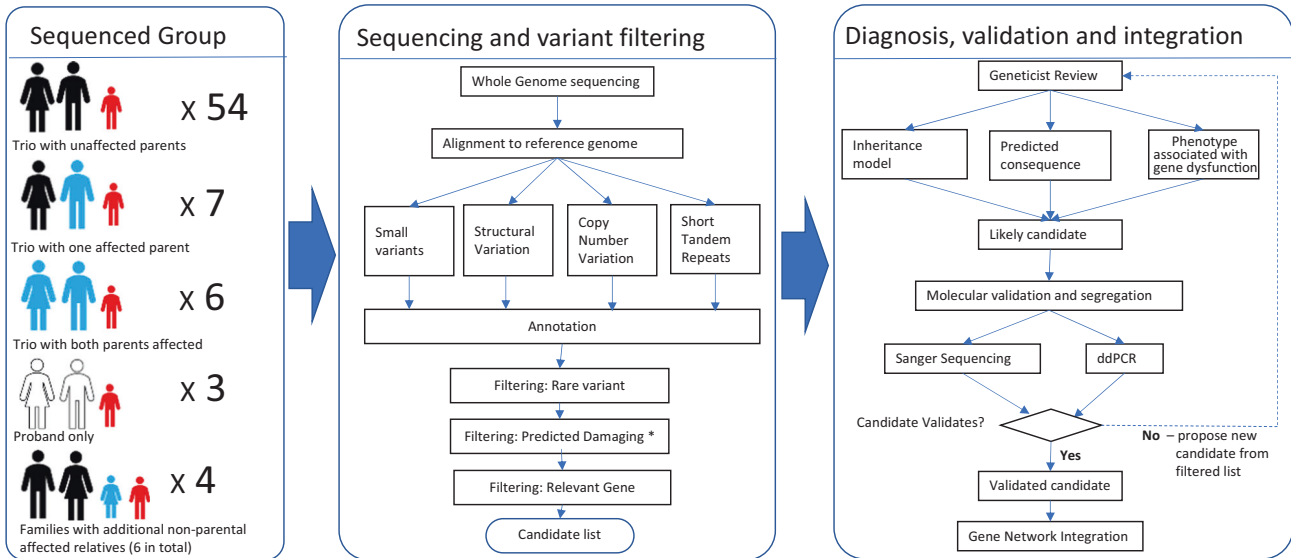 Sequenced Group
x 54
Trio with unaffected parents
x 7
Trio with one affected parent
x 6
Trio with both parents affected
x 3
Proband only
x 4
Families with additional non-parental
affected relatives (6 in total)
Sequencing and variant filtering
Whole Genome sequencing
Alignment to reference genome
Small
variants
Structural
Variation
Copy
Number
Variation
Short
Tandem
Repeats
Annotation
Filtering: Rare variant
Filtering: Predicted Damaging *
Filtering: Relevant Gene
Candidate list
Diagnosis, validation and integration
Geneticist Review
Inheritance
model
Predicted
consequence
Phenotype
associated with
gene dysfunction
Likely candidate
Molecular validation and segregation
Sanger Sequencing
ddPCR
Candidate Validates?
No – propose new
candidate from
filtered list
Yes
Validated candidate
Gene Network Integration